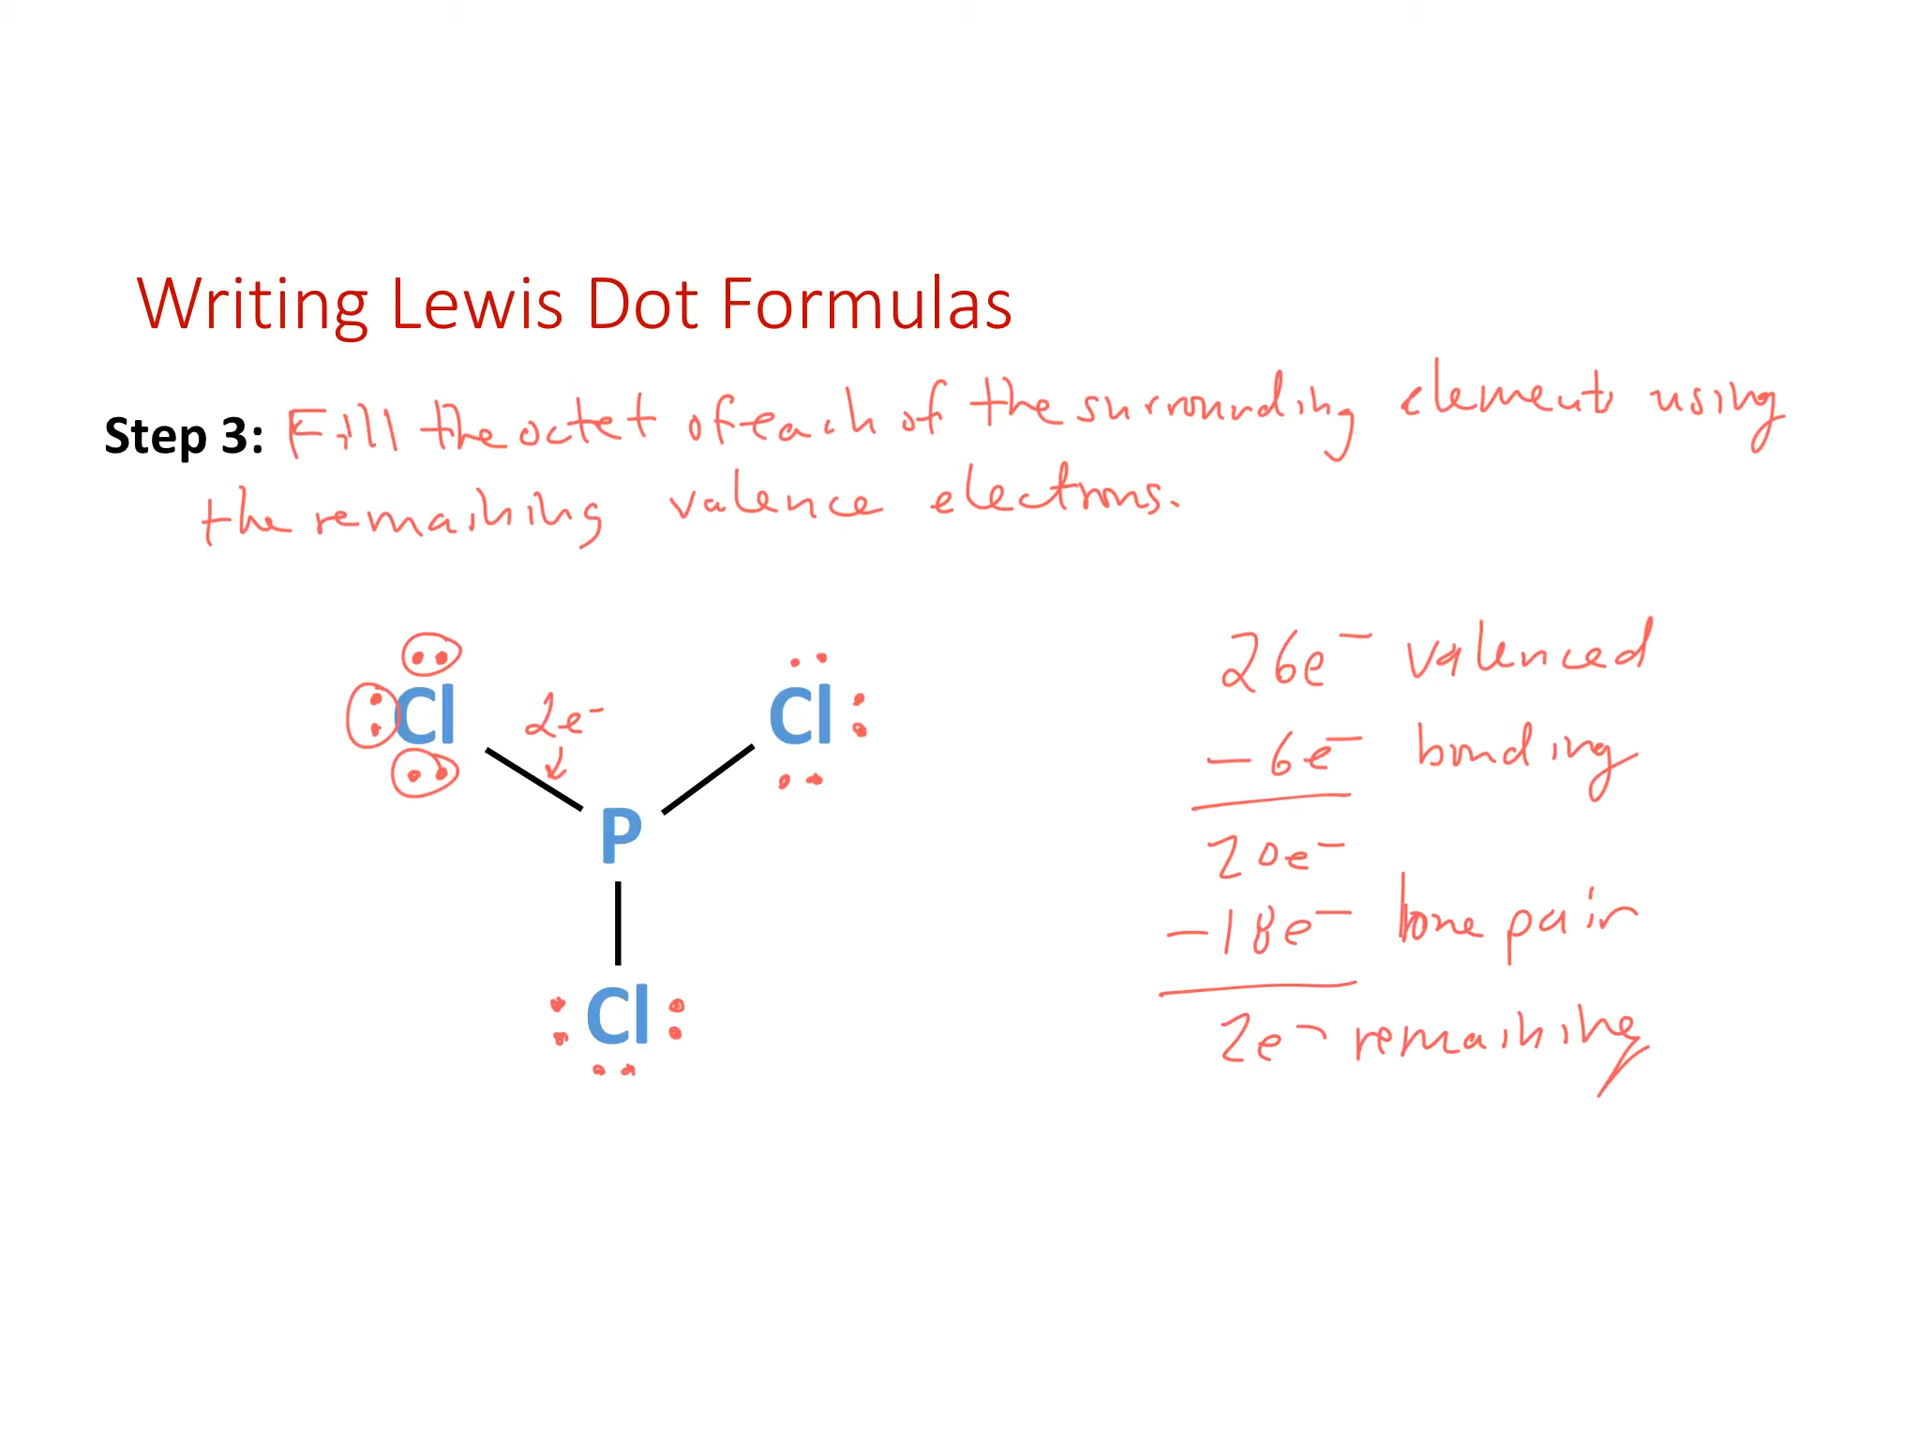 Writing Lewis Dot Formulas
Step 3: Fill the octet of each of the surrounding elements using
the remaining valence electrons.
Cl 2e⁻ Cl
P
Cl
26e⁻ valenced
-6e⁻ bonding
20e⁻
-18e⁻ lone pair
2e⁻ remaining